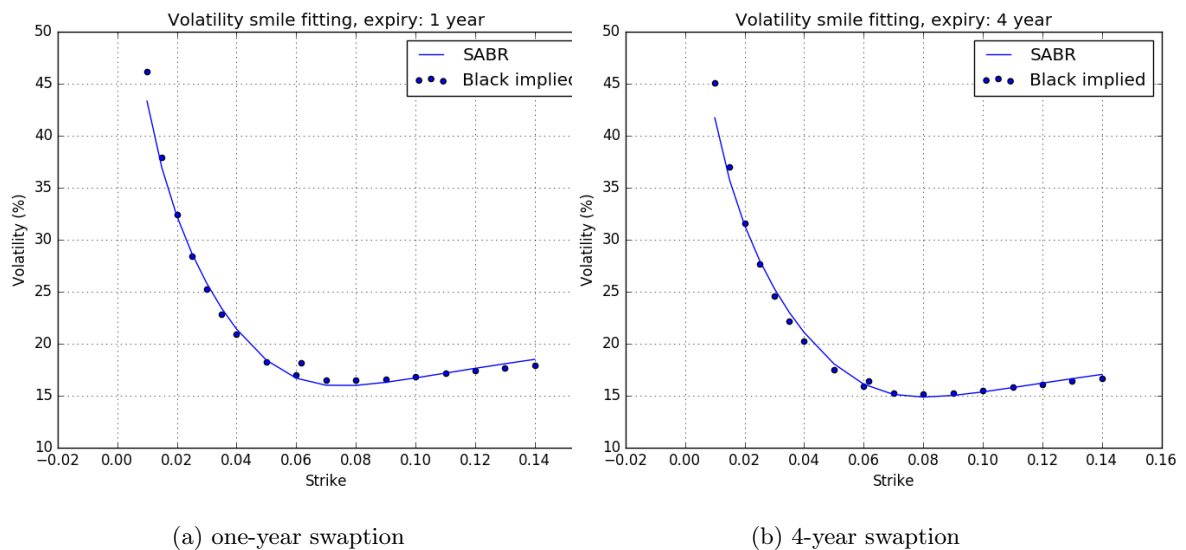 Volatility smile fitting, expiry: 1 year
50
45
40
35
30
25
20
15
10
Volatility (%)
−0.02 0.00 0.02 0.04 0.06 0.08 0.10 0.12 0.14
Strike
SABR
Black implied
(a) one-year swaption
Volatility smile fitting, expiry: 4 year
50
45
40
35
30
25
20
15
10
Volatility (%)
−0.02 0.00 0.02 0.04 0.06 0.08 0.10 0.12 0.14 0.16
Strike
SABR
Black implied
(b) 4-year swaption